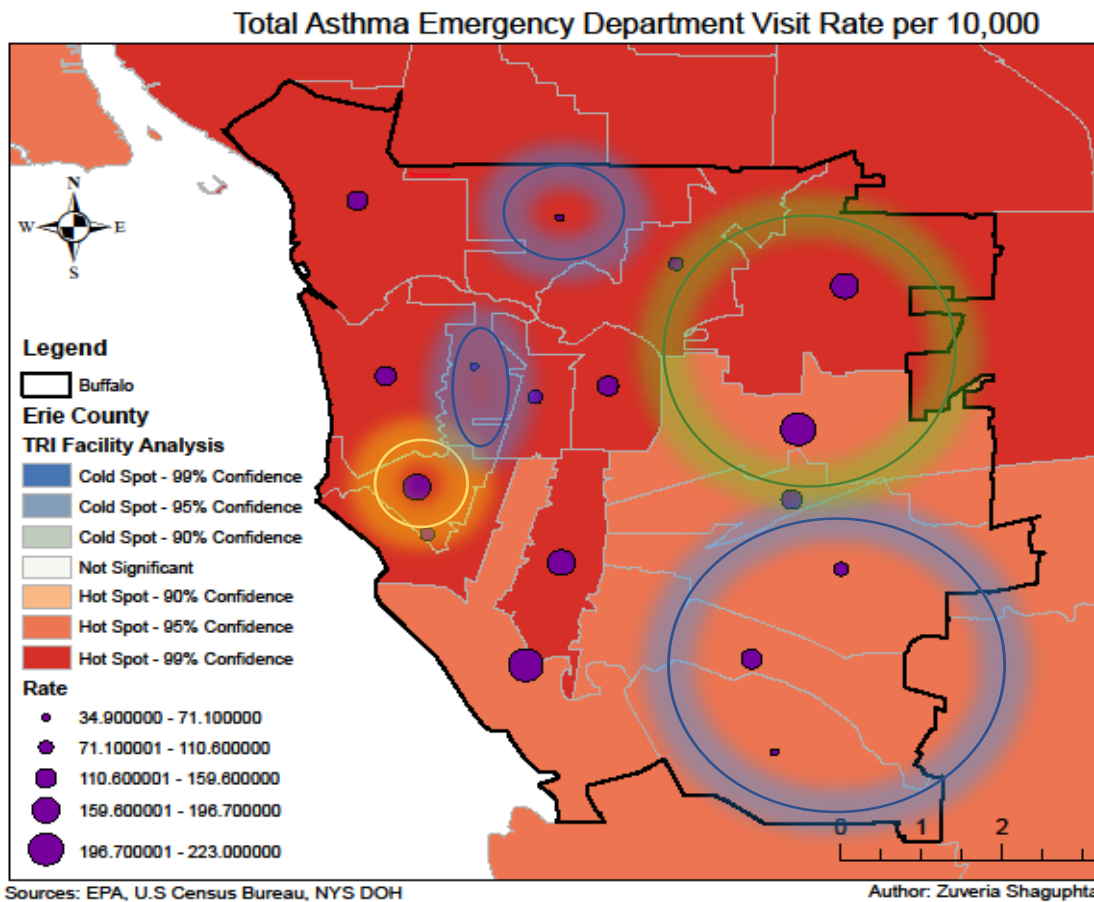 Total Asthma Emergency Department Visit Rate per 10,000
N
W E
S
Legend
Buffalo
Erie County
TRI Facility Analysis
Cold Spot - 99% Confidence
Cold Spot - 95% Confidence
Cold Spot - 90% Confidence
Not Significant
Hot Spot - 90% Confidence
Hot Spot - 95% Confidence
Hot Spot - 99% Confidence
Rate
34.900000 - 71.100000
71.100001 - 110.600000
110.600001 - 159.600000
159.600001 - 196.700000
196.700001 - 223.000000
0 1 2
Sources: EPA, U.S Census Bureau, NYS DOH
Author: Zuveria Shaguphta